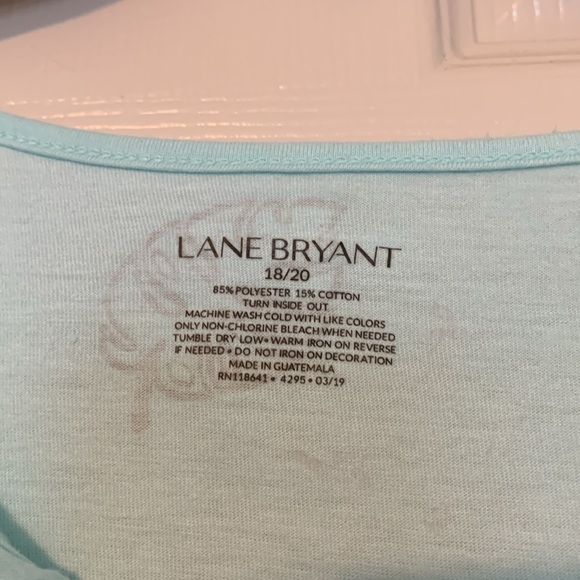 LANE BRYANT
18/20
85% POLYESTER 15% COTTON
TURN INSIDE OUT
MACHINE WASH COLD WITH LIKE COLORS
ONLY NON-CHLORINE BLEACH WHEN NEEDED
TUMBLE DRY LOW• WARM IRON ON REVERSE
IF NEEDED • DO NOT IRON ON DECORATION
MADE IN GUATEMALA
RN118641 • 4295 • 03/19